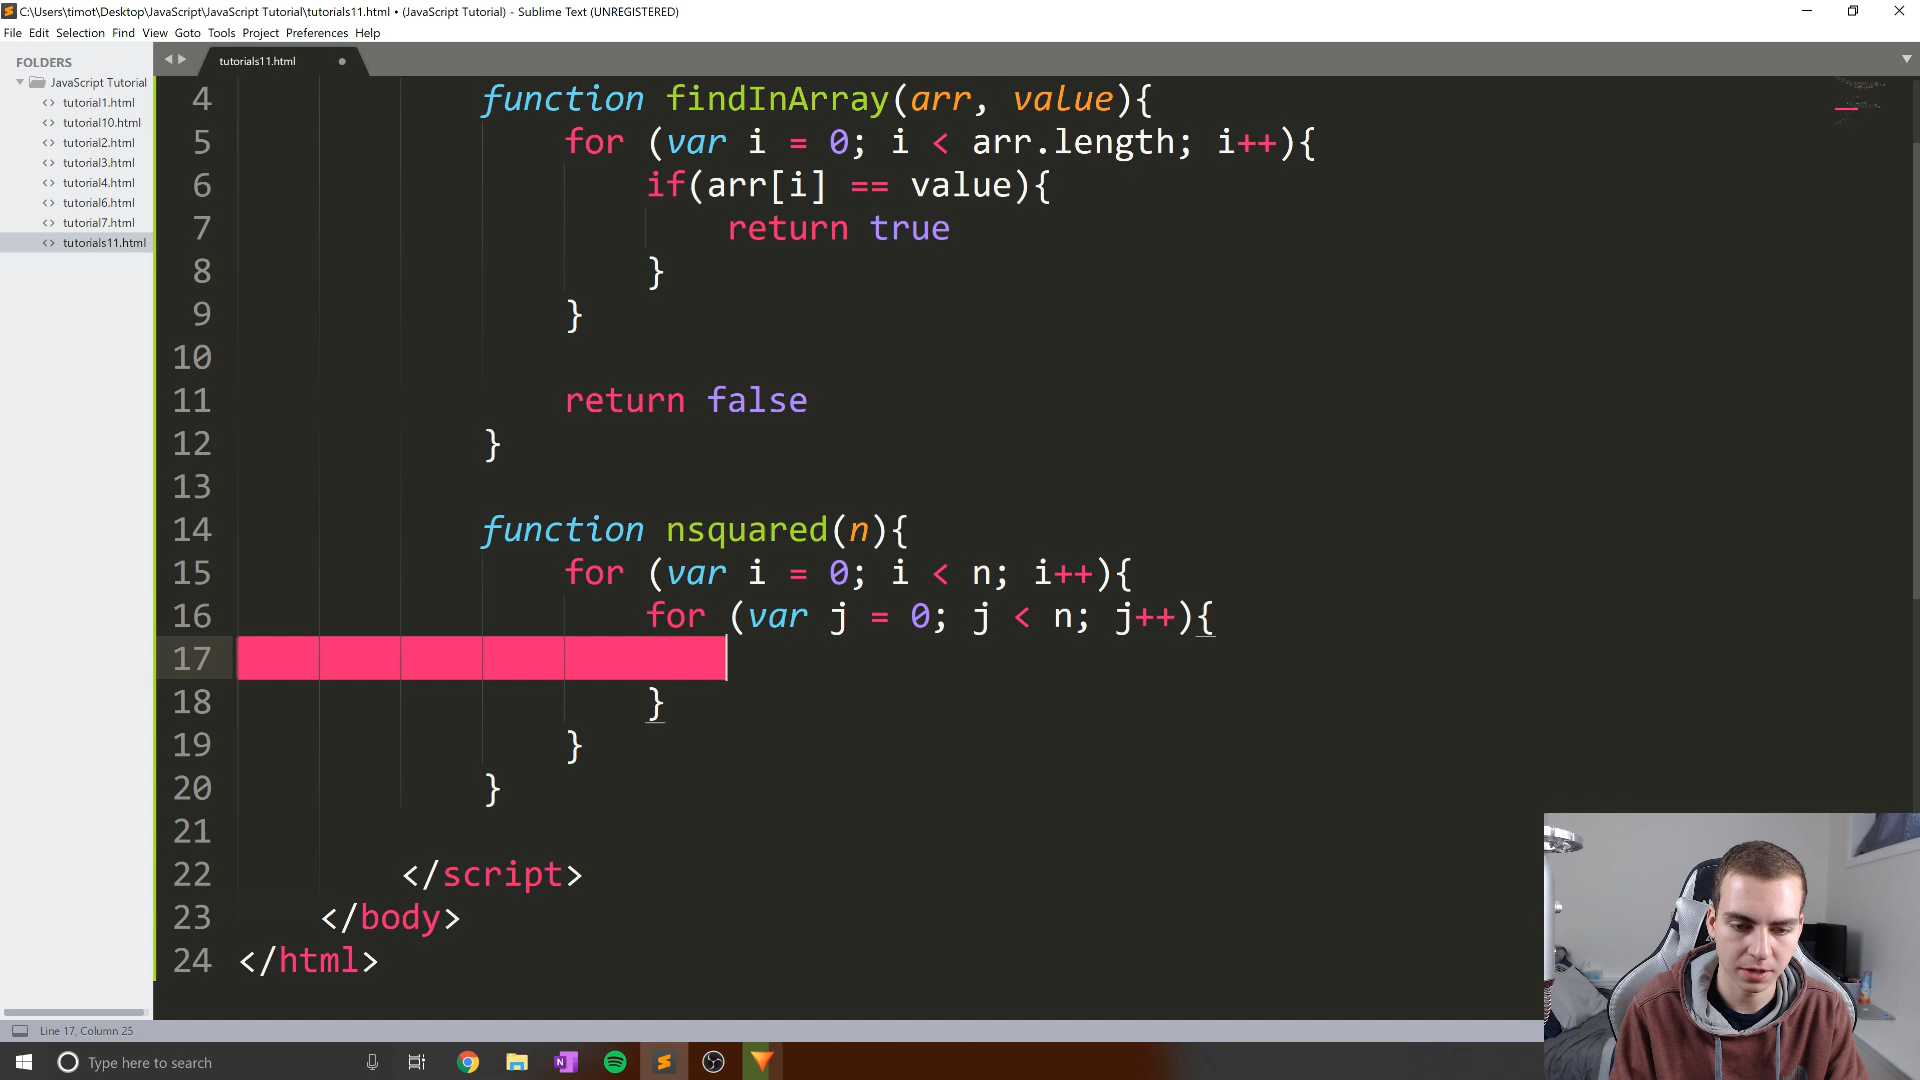 C:\Users\timot\Desktop\JavaScript\JavaScript Tutorial\tutorials11.html • (JavaScript Tutorial) - Sublime Text (UNREGISTERED)
File Edit Selection Find View Goto Tools Project Preferences Help
FOLDERS
JavaScript Tutorial
tutorial1.html
tutorial10.html
tutorial2.html
tutorial3.html
tutorial4.html
tutorial6.html
tutorial7.html
tutorials11.html
tutorials11.html
4 function findInArray(arr, value){
5 for (var i = 0; i < arr.length; i++){
6 if(arr[i] == value){
7 return true
8 }
9 }
10
11 return false
12 }
13
14 function nsquared(n){
15 for (var i = 0; i < n; i++){
16 for (var j = 0; j < n; j++){
17
18 }
19 }
20 }
21
22 </script>
23 </body>
24 </html>
Line 17, Column 25
Type here to search